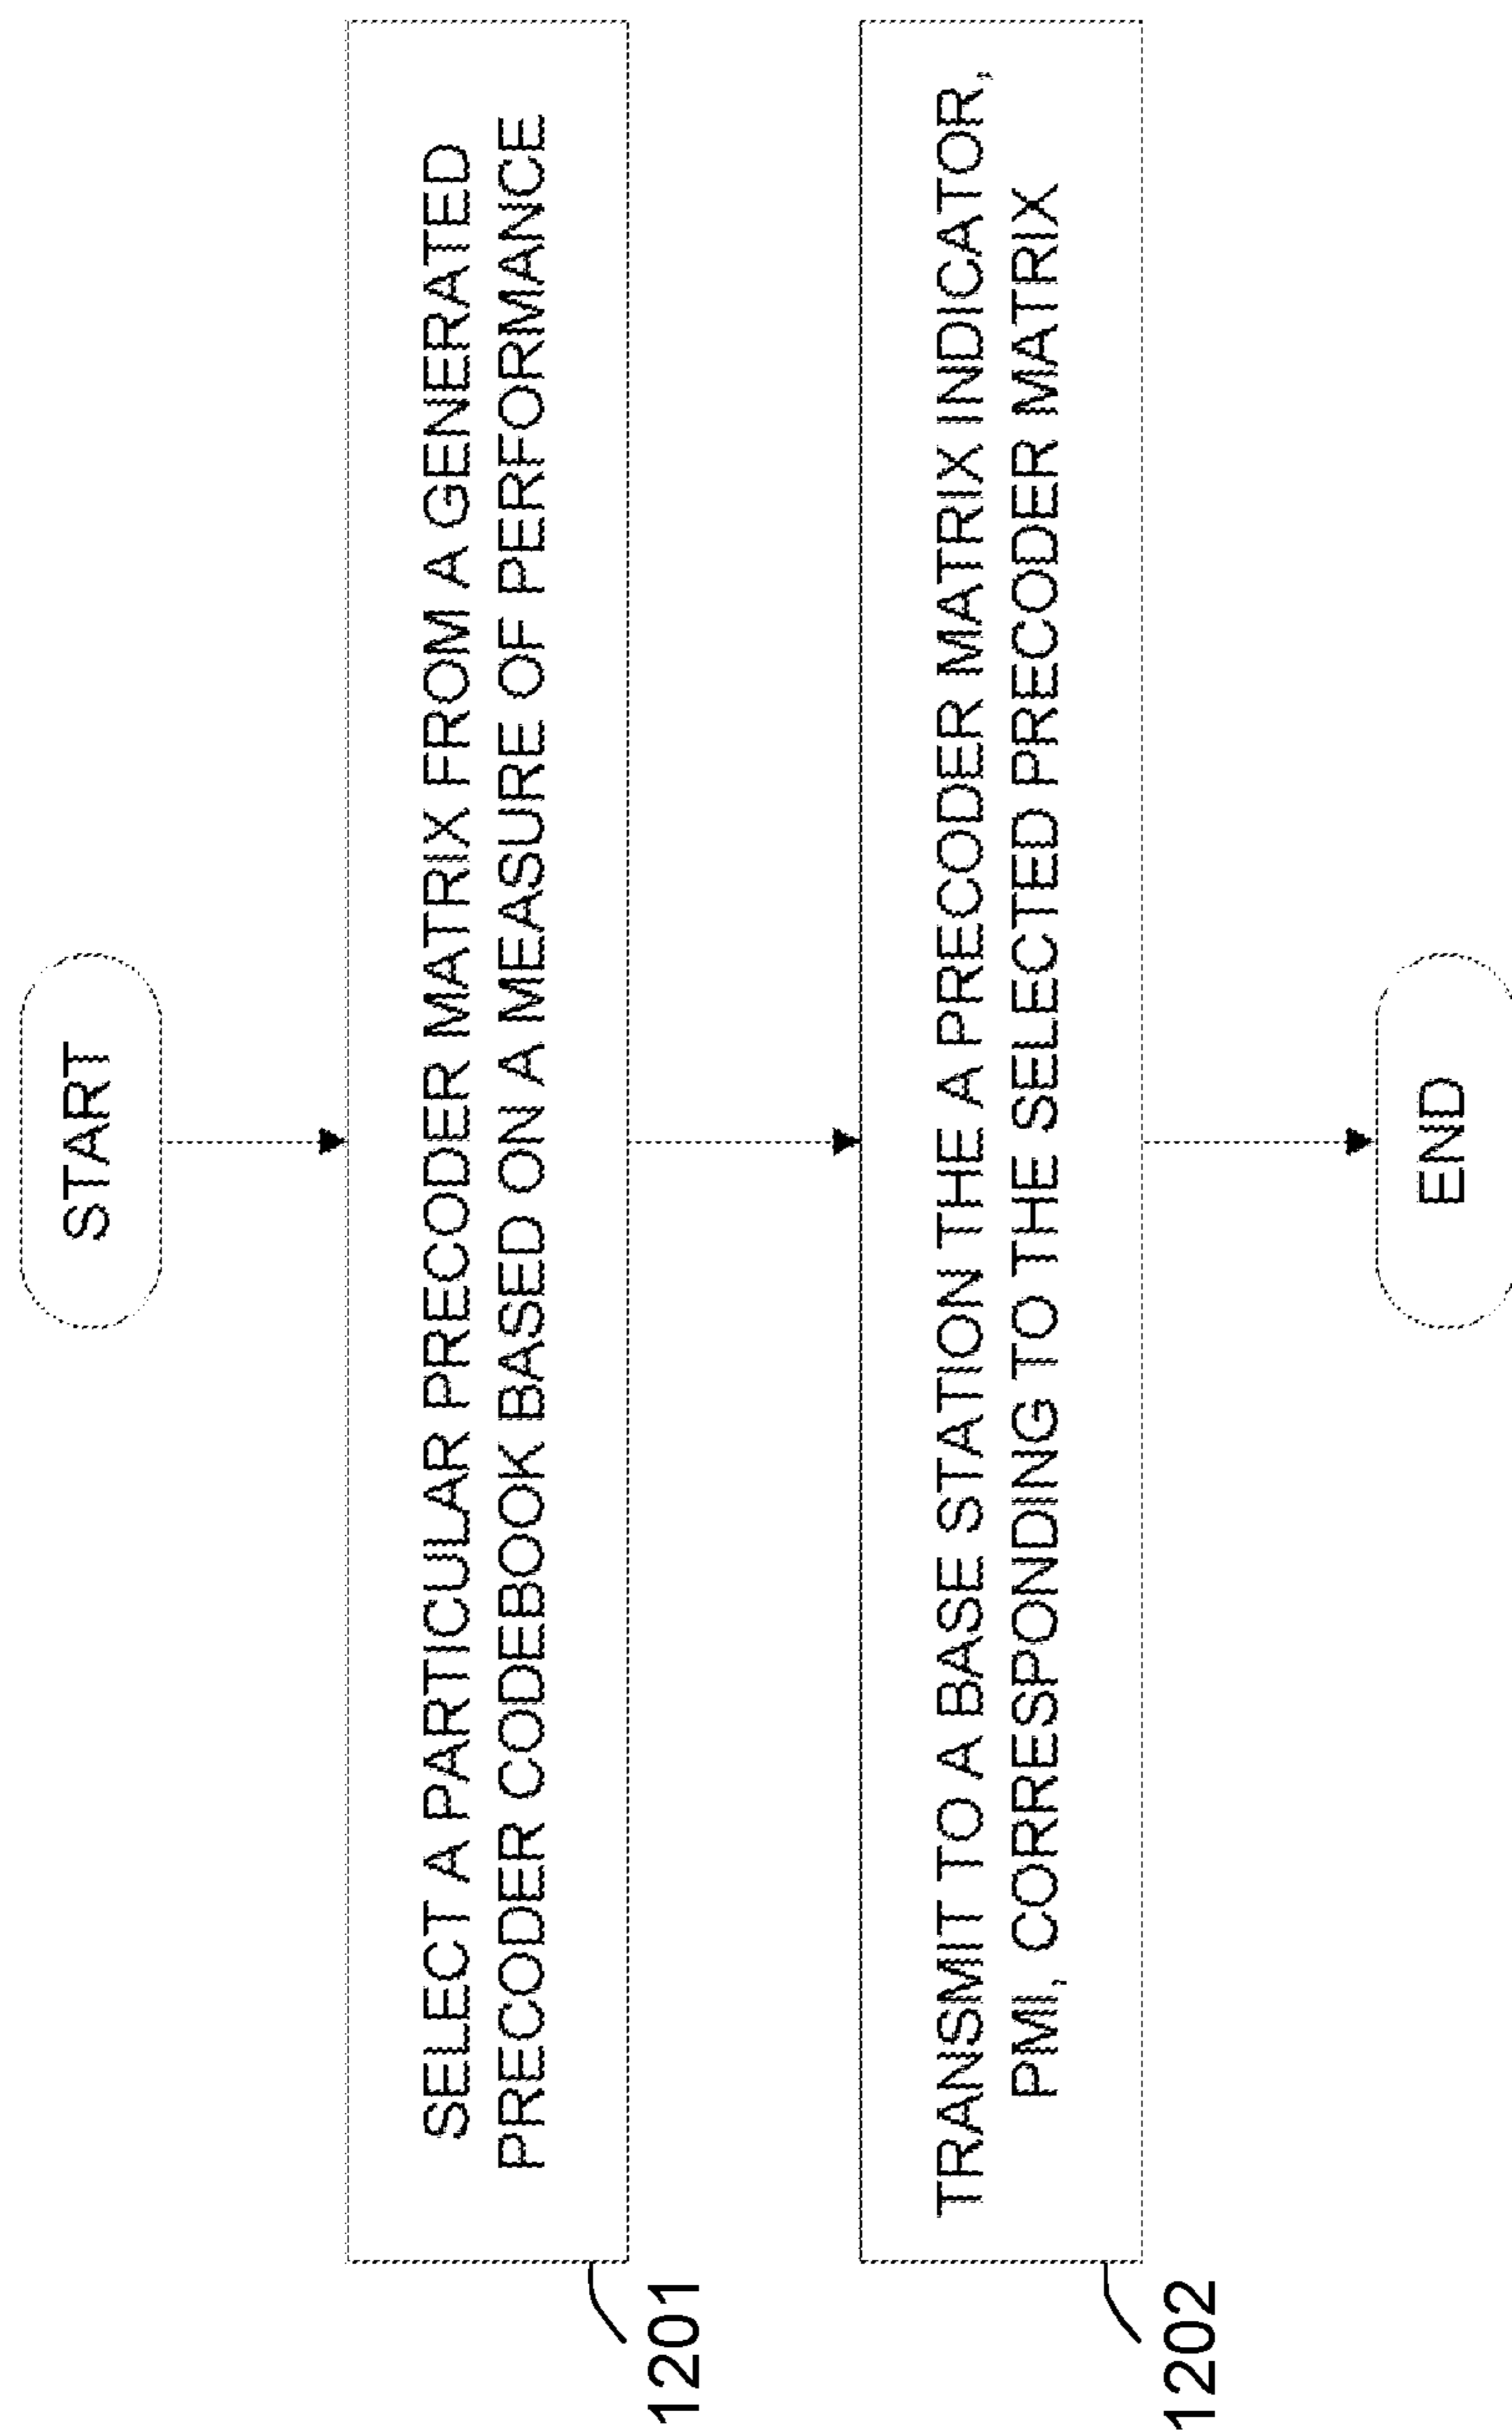 START
SELECT A PARTICULAR PRECODER MATRIX FROM A GENERATED
PRECODER CODEBOOK BASED ON A MEASURE OF PERFORMANCE
1201
TRANSMIT TO A BASE STATION THE A PRECODER MATRIX INDICATOR,
PMI, CORRESPONDING TO THE SELECTED PRECODER MATRIX
1202
END